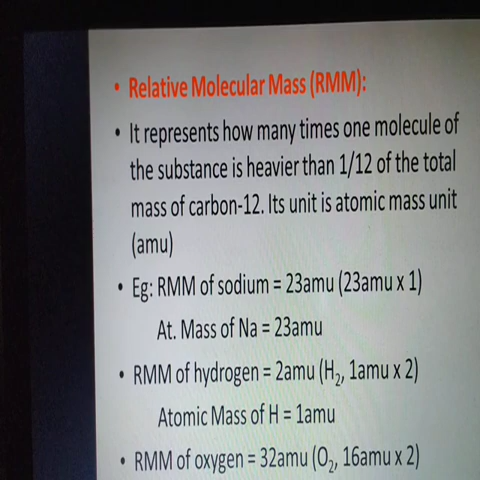 • Relative Molecular Mass (RMM):
• It represents how many times one molecule of
the substance is heavier than 1/12 of the total
mass of carbon-12. Its unit is atomic mass unit
(amu)
• Eg: RMM of sodium = 23amu (23amu x 1)
At. Mass of Na = 23amu
• RMM of hydrogen = 2amu (H₂, 1amu x 2)
Atomic Mass of H = 1amu
• RMM of oxygen = 32amu (O₂, 16amu x 2)